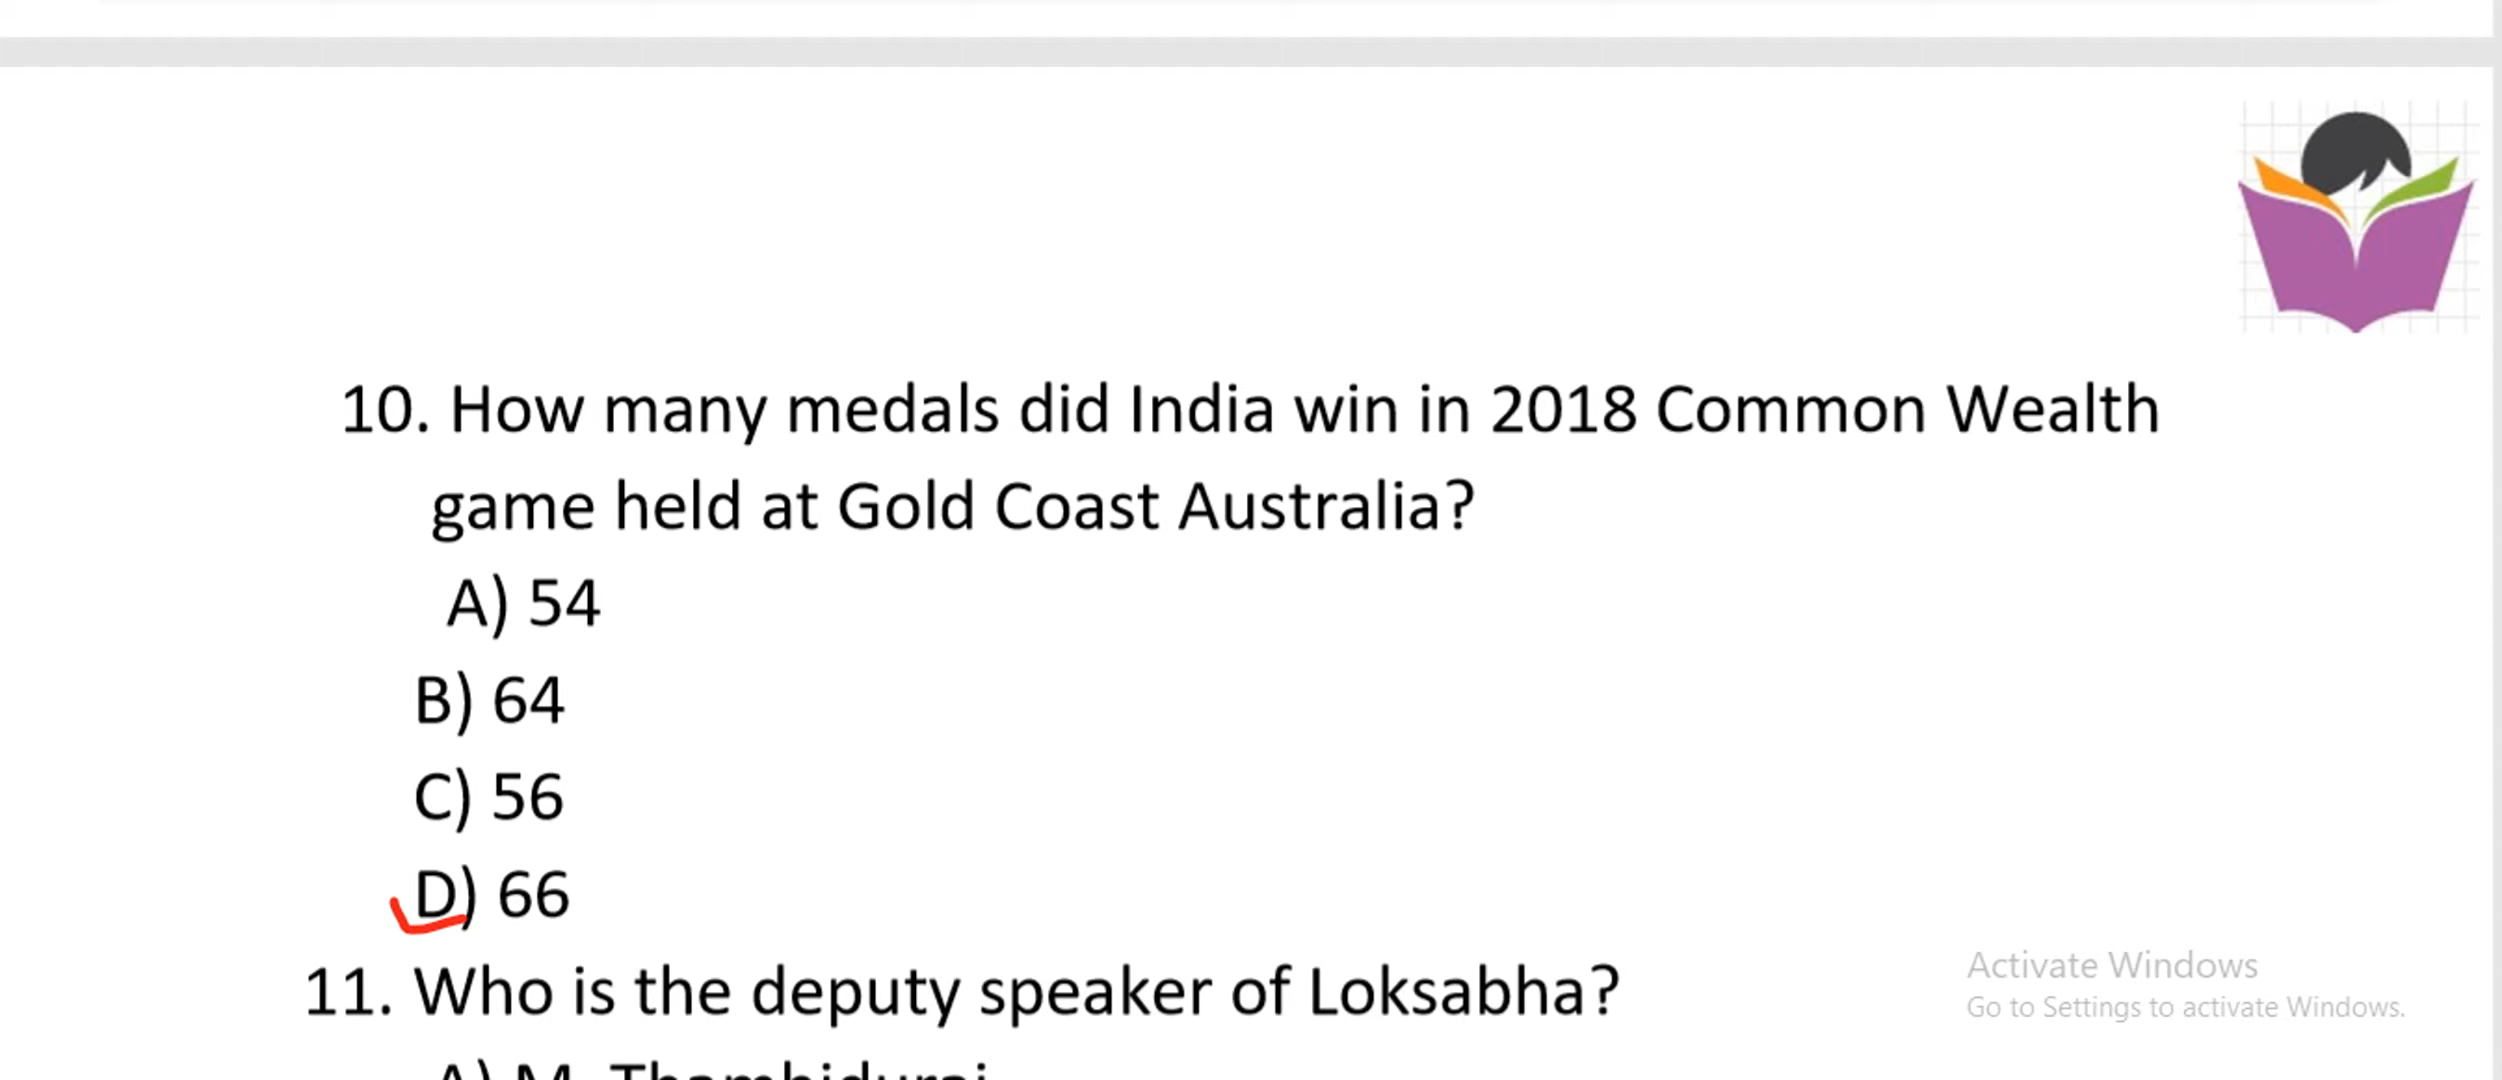 10. How many medals did India win in 2018 Common Wealth
game held at Gold Coast Australia?
A) 54
B) 64
C) 56
D) 66
11. Who is the deputy speaker of Loksabha?
A) M. Thambidurai
Activate Windows
Go to Settings to activate Windows.